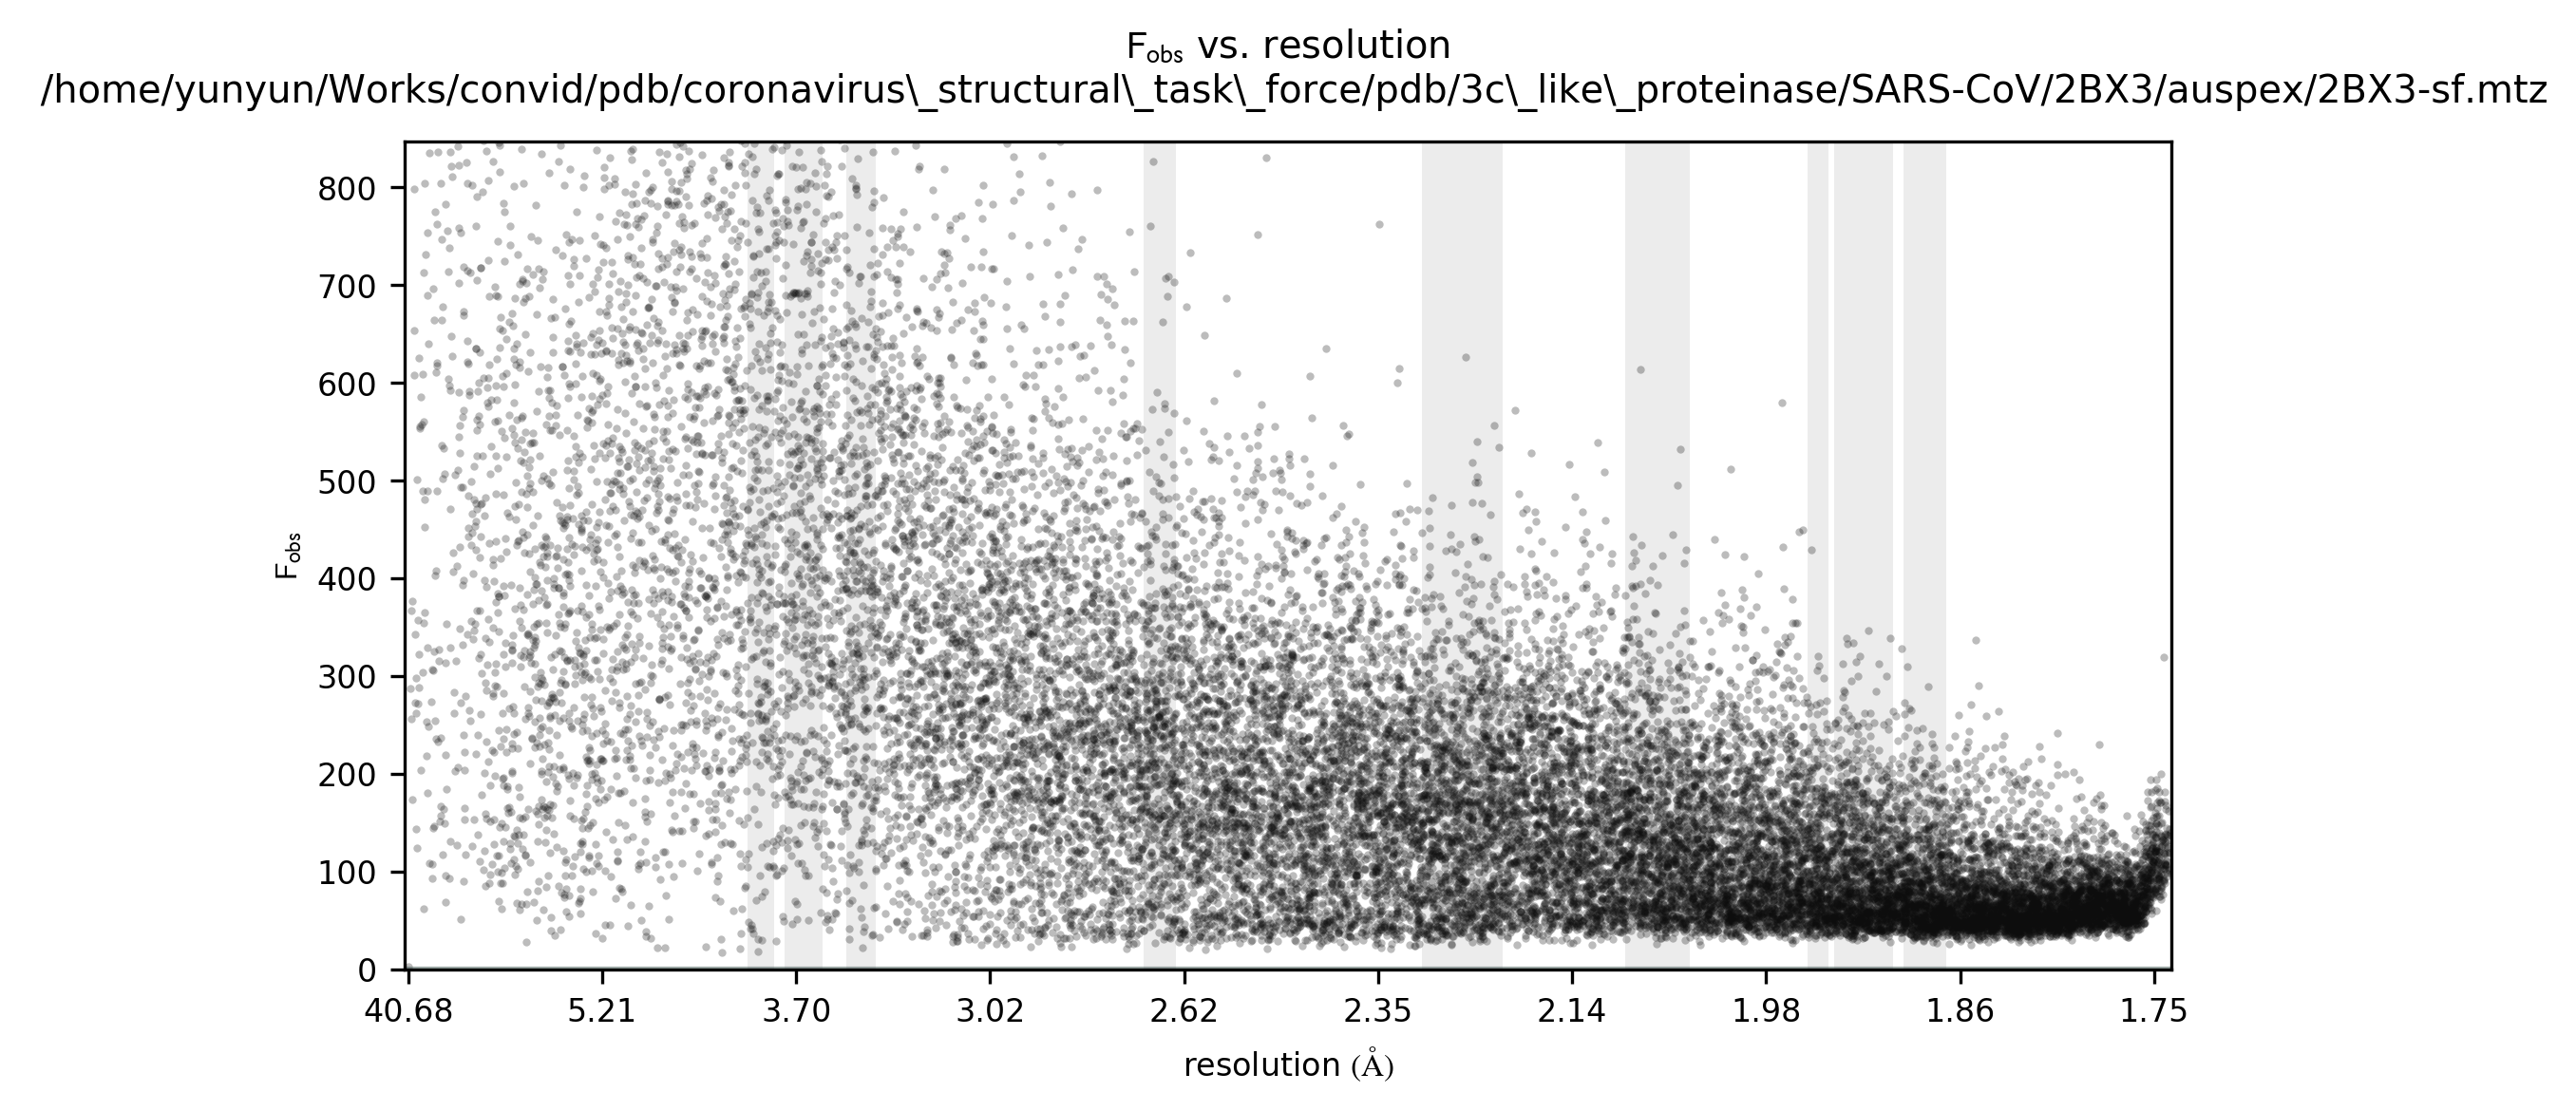 F_obs vs. resolution
/home/yunyun/Works/convid/pdb/coronavirus\_structural\_task\_force/pdb/3c\_like\_proteinase/SARS-CoV/2BX3/auspex/2BX3-sf.mtz
800
700
600
500
400
300
200
100
0
F_obs
40.68 5.21 3.70 3.02 2.62 2.35 2.14 1.98 1.86 1.75
resolution (Å)